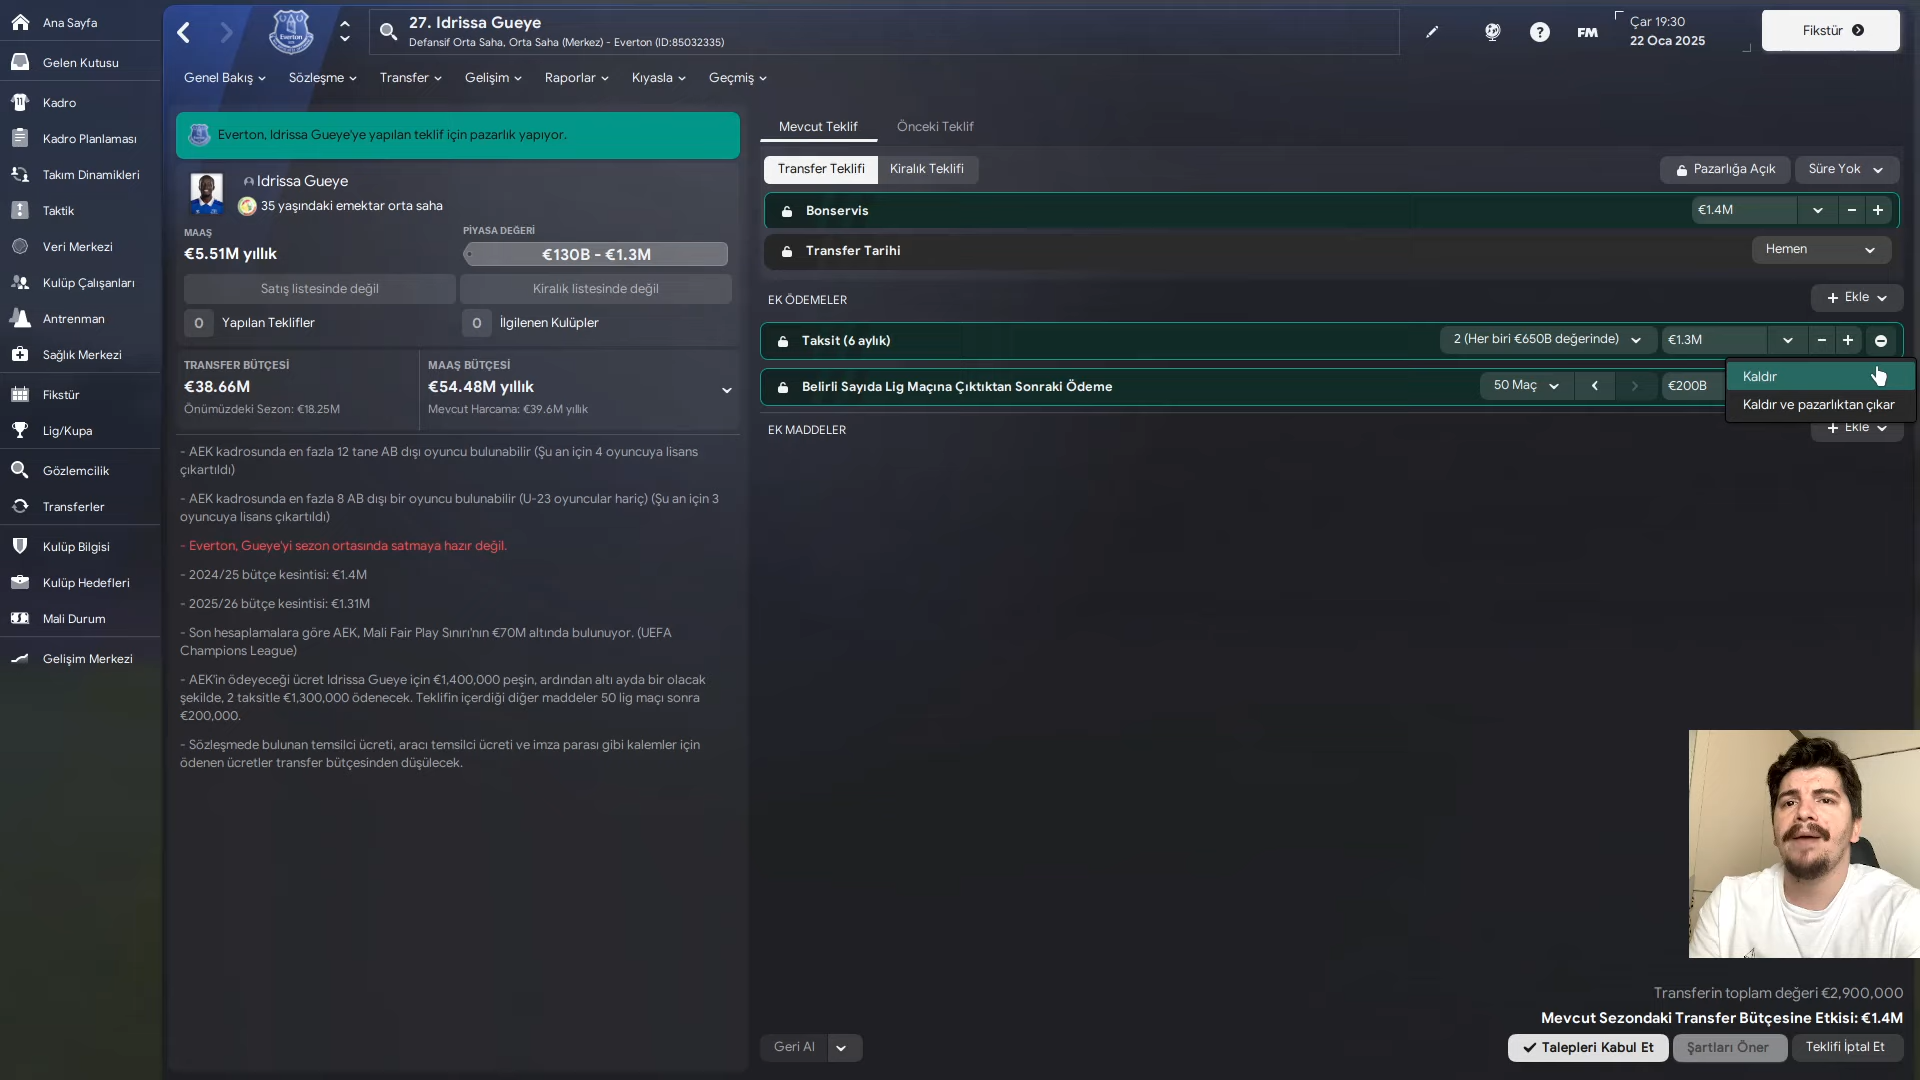 Ana Sayfa
Gelen Kutusu
Kadro
Kadro Planlaması
Takım Dinamikleri
Taktik
Veri Merkezi
Kulüp Çalışanları
Antrenman
Sağlık Merkezi
Fikstür
Lig/Kupa
Gözlemcilik
Transferler
Kulüp Bilgisi
Kulüp Hedefleri
Mali Durum
Gelişim Merkezi
27. Idrissa Gueye
Defansif Orta Saha, Orta Saha (Merkez) - Everton (ID:85032335)
FM
Çar 19:30
22 Oca 2025
Fikstür
Genel Bakış
Sözleşme
Transfer
Gelişim
Raporlar
Kıyasla
Geçmiş
Everton, Idrissa Gueye'ye yapılan teklif için pazarlık yapıyor.
Idrissa Gueye
35 yaşındaki emektar orta saha
MAAŞ
€5.51M yıllık
PİYASA DEĞERİ
€130B - €1.3M
Satış listesinde değil
Kiralık listesinde değil
0 Yapılan Teklifler
0 İlgilenen Kulüpler
TRANSFER BÜTÇESİ
€38.66M
Önümüzdeki Sezon: €18.25M
MAAŞ BÜTÇESİ
€54.48M yıllık
Mevcut Harcama: €39.6M yıllık
- AEK kadrosunda en fazla 12 tane AB dışı oyuncu bulunabilir (Şu an için 4 oyuncuya lisans
çıkartıldı)
- AEK kadrosunda en fazla 8 AB dışı bir oyuncu bulunabilir (U-23 oyuncular hariç) (Şu an için 3
oyuncuya lisans çıkartıldı)
- Everton, Gueye'yi sezon ortasında satmaya hazır değil.
- 2024/25 bütçe kesintisi: €1.4M
- 2025/26 bütçe kesintisi: €1.31M
- Son hesaplamalara göre AEK, Mali Fair Play Sınırı'nın €70M altında bulunuyor. (UEFA
Champions League)
- AEK'in ödeyeceği ücret Idrissa Gueye için €1,400,000 peşin, ardından altı ayda bir olacak
şekilde, 2 taksitle €1,300,000 ödenecek. Teklifin içerdiği diğer maddeler 50 lig maçı sonra
€200,000.
- Sözleşmede bulunan temsilci ücreti, aracı temsilci ücreti ve imza parası gibi kalemler için
ödenen ücretler transfer bütçesinden düşülecek.
Mevcut Teklif
Önceki Teklif
Transfer Teklifi
Kiralık Teklifi
Pazarlığa Açık
Süre Yok
Bonservis
€1.4M
Transfer Tarihi
Hemen
EK ÖDEMELER
Ekle
Taksit (6 aylık)
2 (Her biri €650B değerinde)
€1.3M
Belirli Sayıda Lig Maçına Çıktıktan Sonraki Ödeme
50 Maç
€200B
Kaldır
Kaldır ve pazarlıktan çıkar
EK MADDELER
Ekle
Transferin toplam değeri €2,900,000
Mevcut Sezondaki Transfer Bütçesine Etkisi: €1.4M
Geri Al
Talepleri Kabul Et
Şartları Öner
Teklifi İptal Et